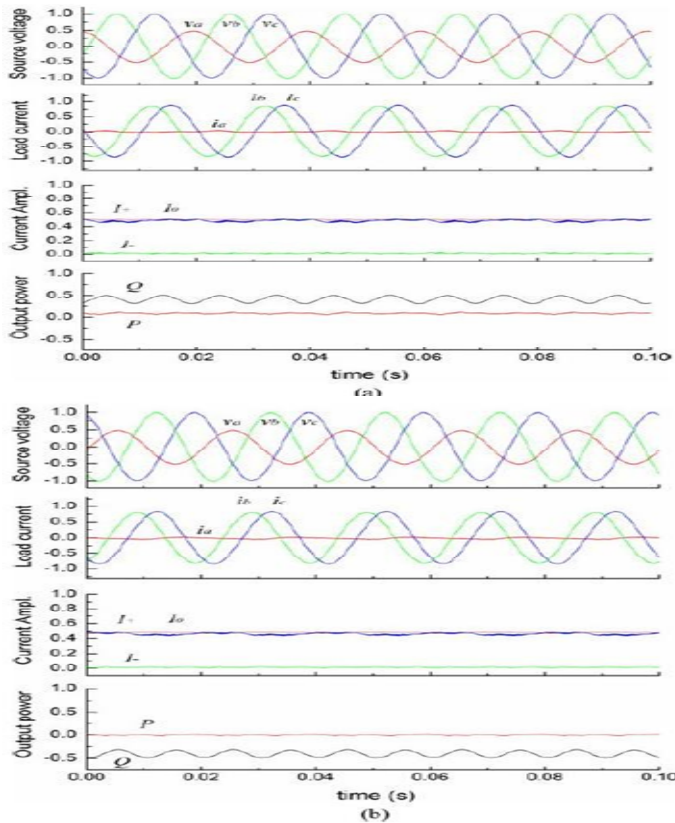 Source voltage
1.0
0.5
0.0
-0.5
-1.0
va vb vc
Load current
1.0
0.5
0.0
-0.5
-1.0
ib ic
ia
Current Ampl.
1.0
0.8
0.6
0.4
0.2
0.0
I+ i0
i-
Output power
1.0
0.5
0.0
-0.5
Q
P
0.00 0.02 0.04 0.06 0.08 0.10
time (s)
(a)
Source voltage
1.0
0.5
0.0
-0.5
-1.0
va vb vc
Load current
1.0
0.5
0.0
-0.5
-1.0
ib ic
ia
Current Ampl.
1.0
0.8
0.6
0.4
0.2
0.0
I+ i0
i-
Output power
1.0
0.5
0.0
-0.5
P
Q
0.00 0.02 0.04 0.06 0.08 0.10
time (s)
(b)